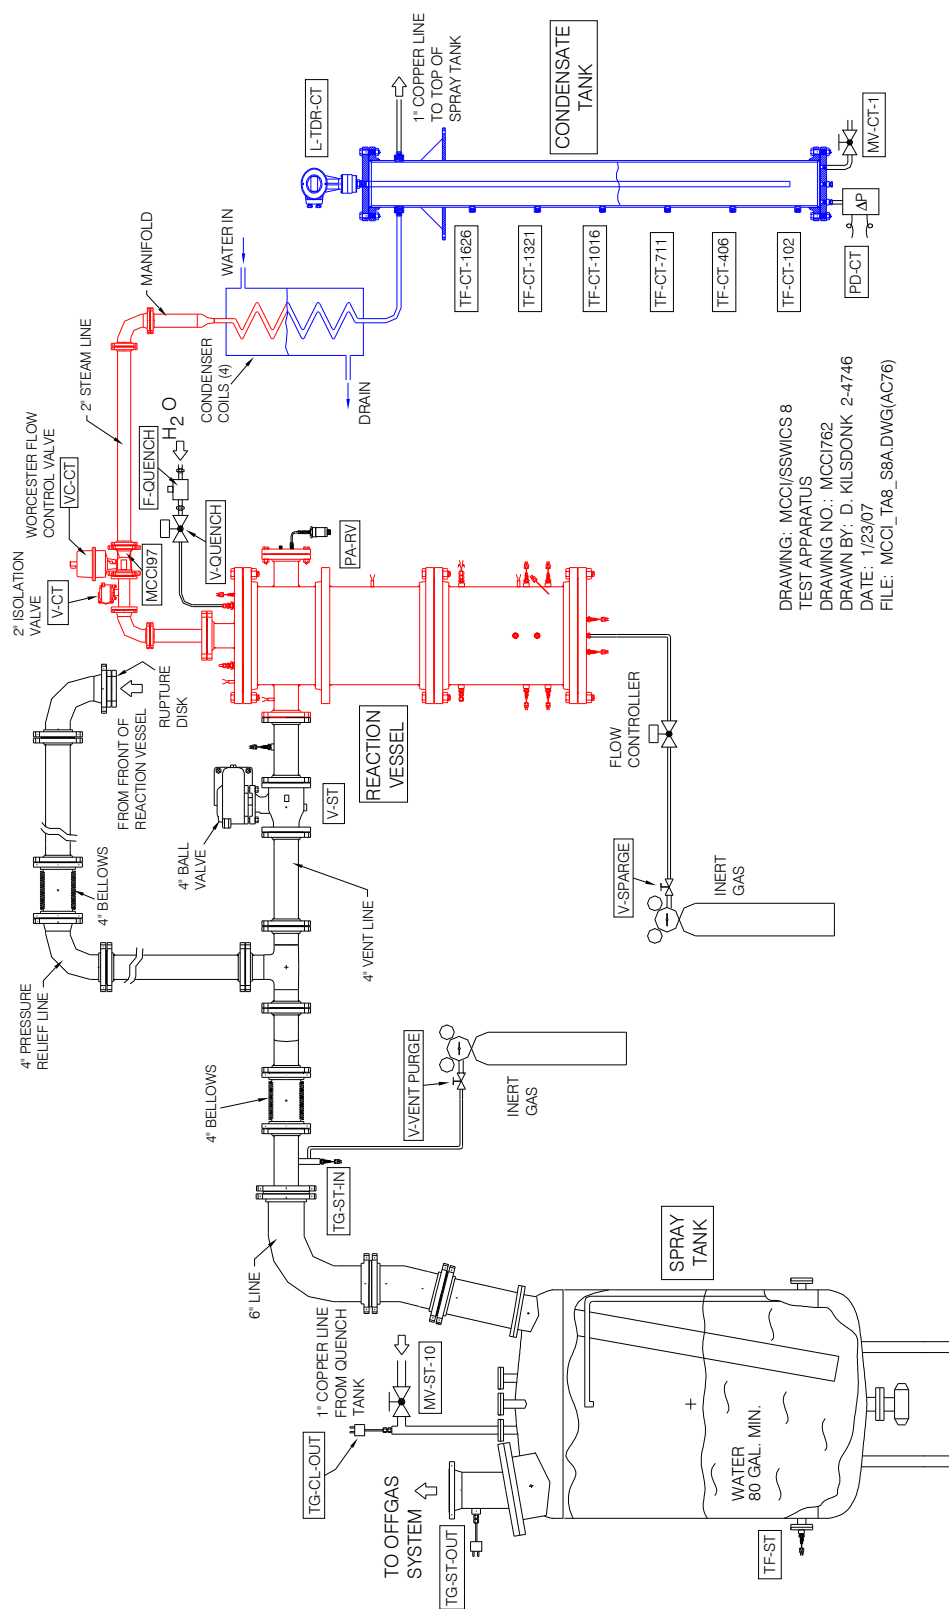 L-TDR-CT
1" COPPER LINE
TO TOP OF
SPRAY TANK
CONDENSATE
TANK
MV-CT-1
ΔP
PD-CT
TF-CT-1626
TF-CT-1321
TF-CT-1016
TF-CT-711
TF-CT-406
TF-CT-102
WATER IN
MANIFOLD
CONDENSER
COILS (4)
DRAIN
2" STEAM LINE
WORCESTER FLOW
CONTROL VALVE
VC-CT
2" ISOLATION
VALVE
V-CT
MCCI97
H2O
F-QUENCH
V-QUENCH
PA-RV
DRAWING: MCCI/SSWICS 8
TEST APPARATUS
DRAWING NO.: MCCI762
DRAWN BY: D. KILSDONK 2-4746
DATE: 1/23/07
FILE: MCCI_TA8_S8A.DWG(AC76)
RUPTURE
DISK
FROM FRONT OF
REACTION VESSEL
REACTION
VESSEL
FLOW
CONTROLLER
V-ST
4" BALL
VALVE
4" BELLOWS
4" VENT LINE
V-SPARGE
INERT
GAS
4" PRESSURE
RELIEF LINE
4" BELLOWS
V-VENT PURGE
INERT
GAS
TG-ST-IN
6" LINE
SPRAY
TANK
1" COPPER LINE
FROM QUENCH
TANK
MV-ST-10
TG-CL-OUT
TO OFFGAS
SYSTEM
TG-ST-OUT
WATER
80 GAL. MIN.
TF-ST